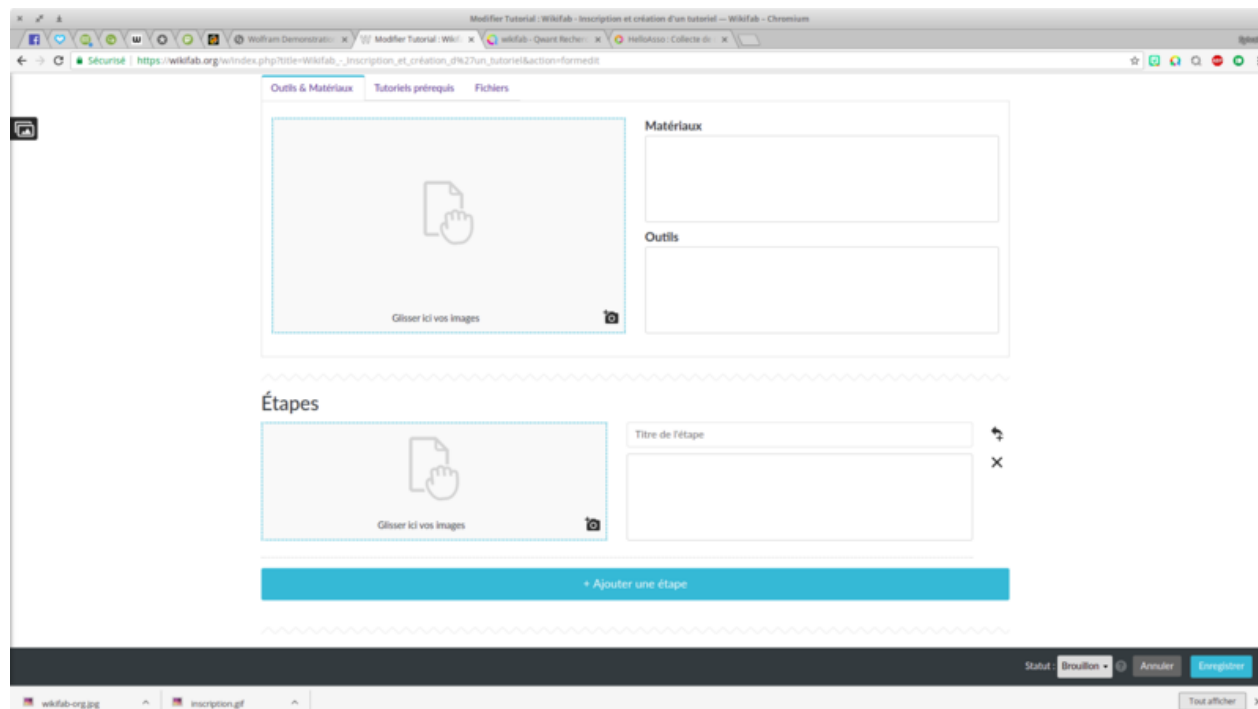 Modifier Tutorial : Wikifab - Inscription et création d'un tutoriel — Wikifab - Chromium
Wolfram Demonstratio
Modifier Tutorial : Wiki
wikifab - Qwant Recher
HelloAsso : Collecte de
Sécurisé | https://wikifab.org/w/index.php?title=Wikifab_-_Inscription_et_création_d%27un_tutoriel&action=formedit
Outils & Matériaux Tutoriels prérequis Fichiers
Matériaux
Outils
Glisser ici vos images
Étapes
Titre de l'étape
Glisser ici vos images
+ Ajouter une étape
Statut : Brouillon Annuler Enregistrer
wikifab-org.jpg inscription.gif Tout afficher